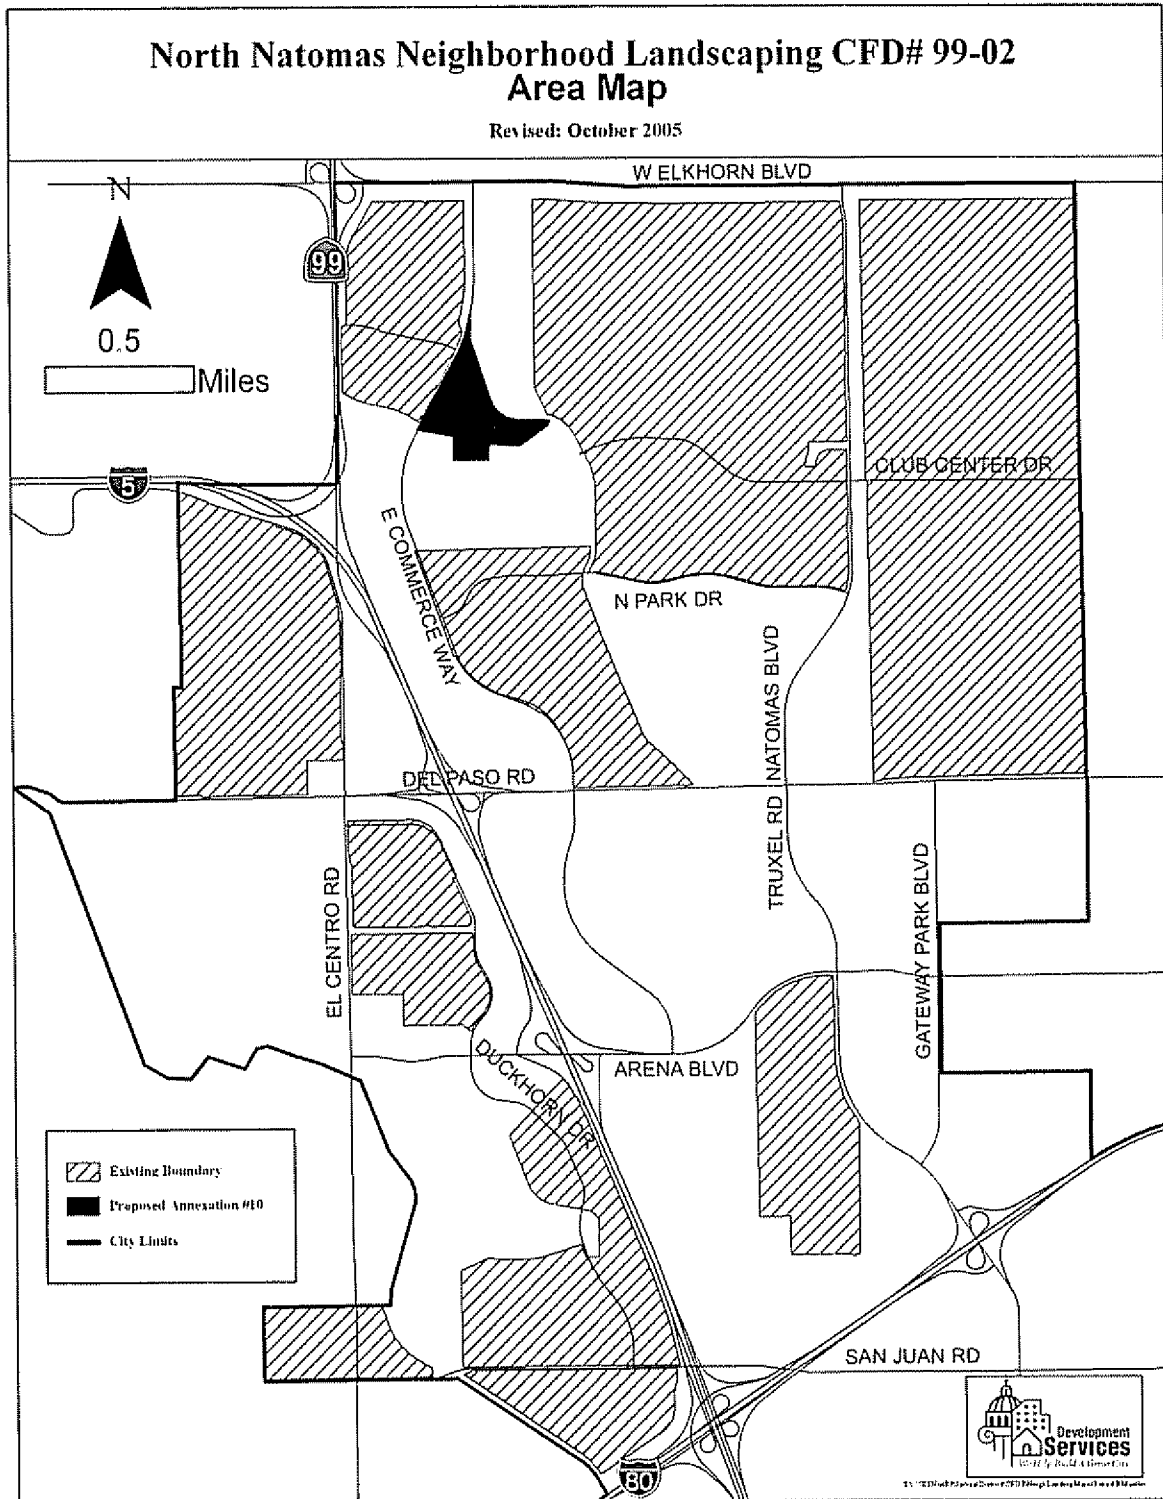 North Natomas Neighborhood Landscaping CFD# 99-02
Area Map
Revised: October 2005
W ELKHORN BLVD
N
99
0.5
Miles
CLUB CENTER DR
5
E COMMERCE WAY
N PARK DR
TRUXEL RD
NATOMAS BLVD
DEL PASO RD
EL CENTRO RD
GATEWAY PARK BLVD
DUCKHORN DR
ARENA BLVD
Existing Boundary
Proposed Annexation #10
City Limits
SAN JUAN RD
80
Development
Services